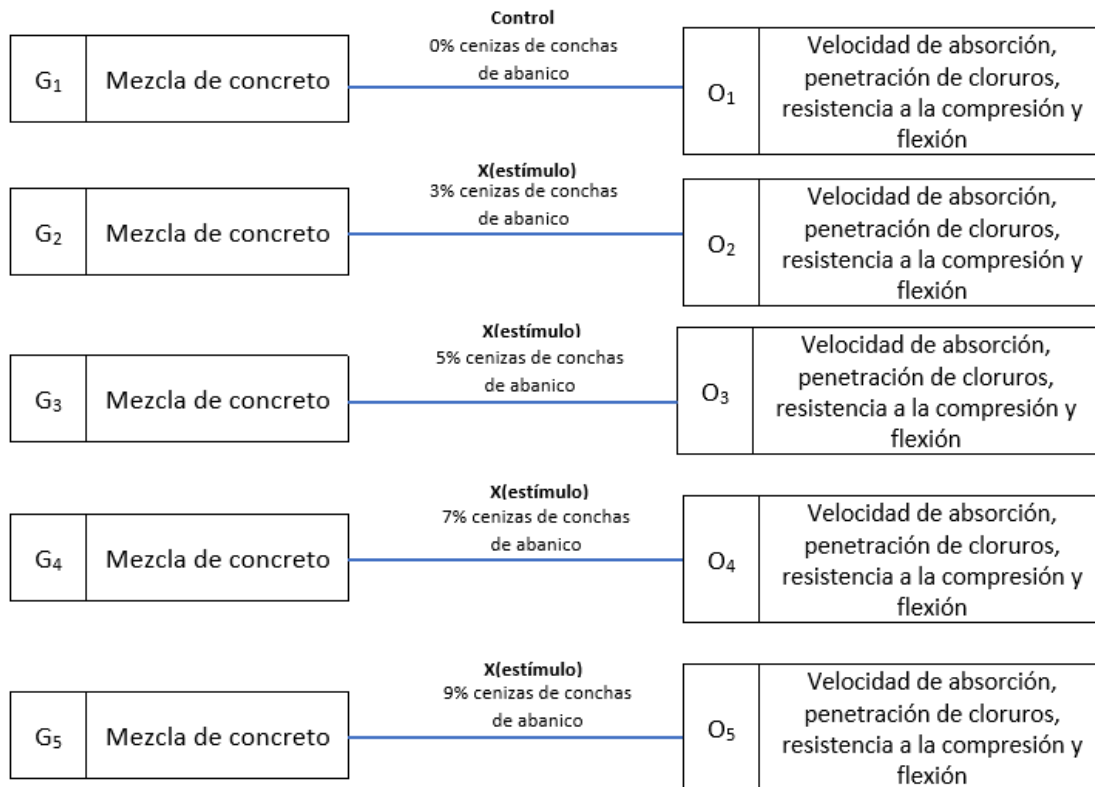 Control
0% cenizas de conchas
de abanico
G₁ Mezcla de concreto
O₁
Velocidad de absorción,
penetración de cloruros,
resistencia a la compresión y
flexión
X(estímulo)
3% cenizas de conchas
de abanico
G₂ Mezcla de concreto
O₂
Velocidad de absorción,
penetración de cloruros,
resistencia a la compresión y
flexión
X(estímulo)
5% cenizas de conchas
de abanico
G₃ Mezcla de concreto
O₃
Velocidad de absorción,
penetración de cloruros,
resistencia a la compresión y
flexión
X(estímulo)
7% cenizas de conchas
de abanico
G₄ Mezcla de concreto
O₄
Velocidad de absorción,
penetración de cloruros,
resistencia a la compresión y
flexión
X(estímulo)
9% cenizas de conchas
de abanico
G₅ Mezcla de concreto
O₅
Velocidad de absorción,
penetración de cloruros,
resistencia a la compresión y
flexión